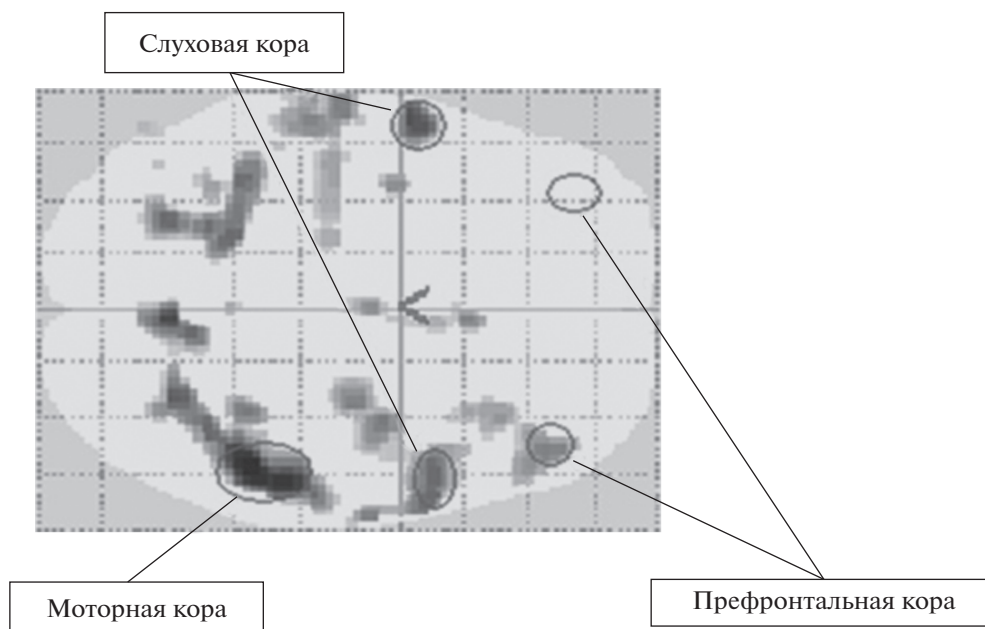 Слуховая кора
Моторная кора
Префронтальная кора